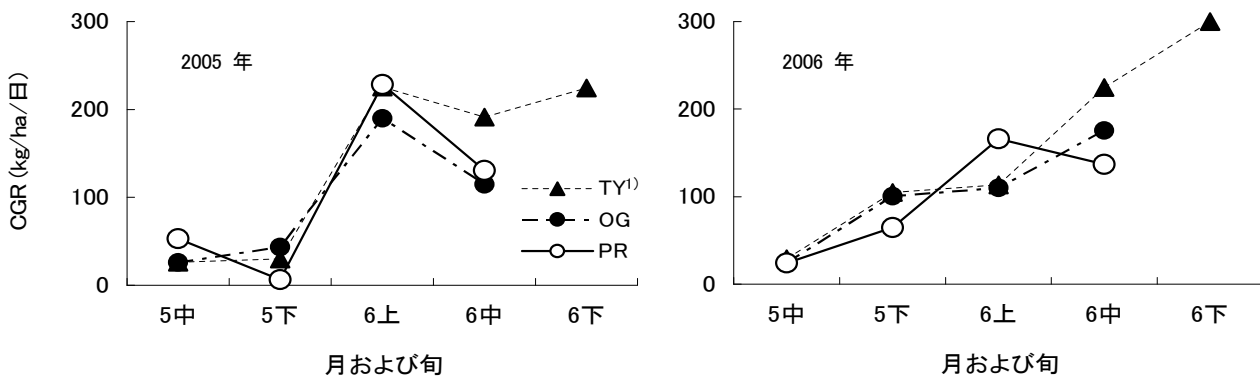 CGR(kg/ha/日)
300
200
100
0
2005 年
TY1)
OG
PR
5中 5下 6上 6中 6下
月および旬
300
200
100
0
2006 年
5中 5下 6上 6中 6下
月および旬